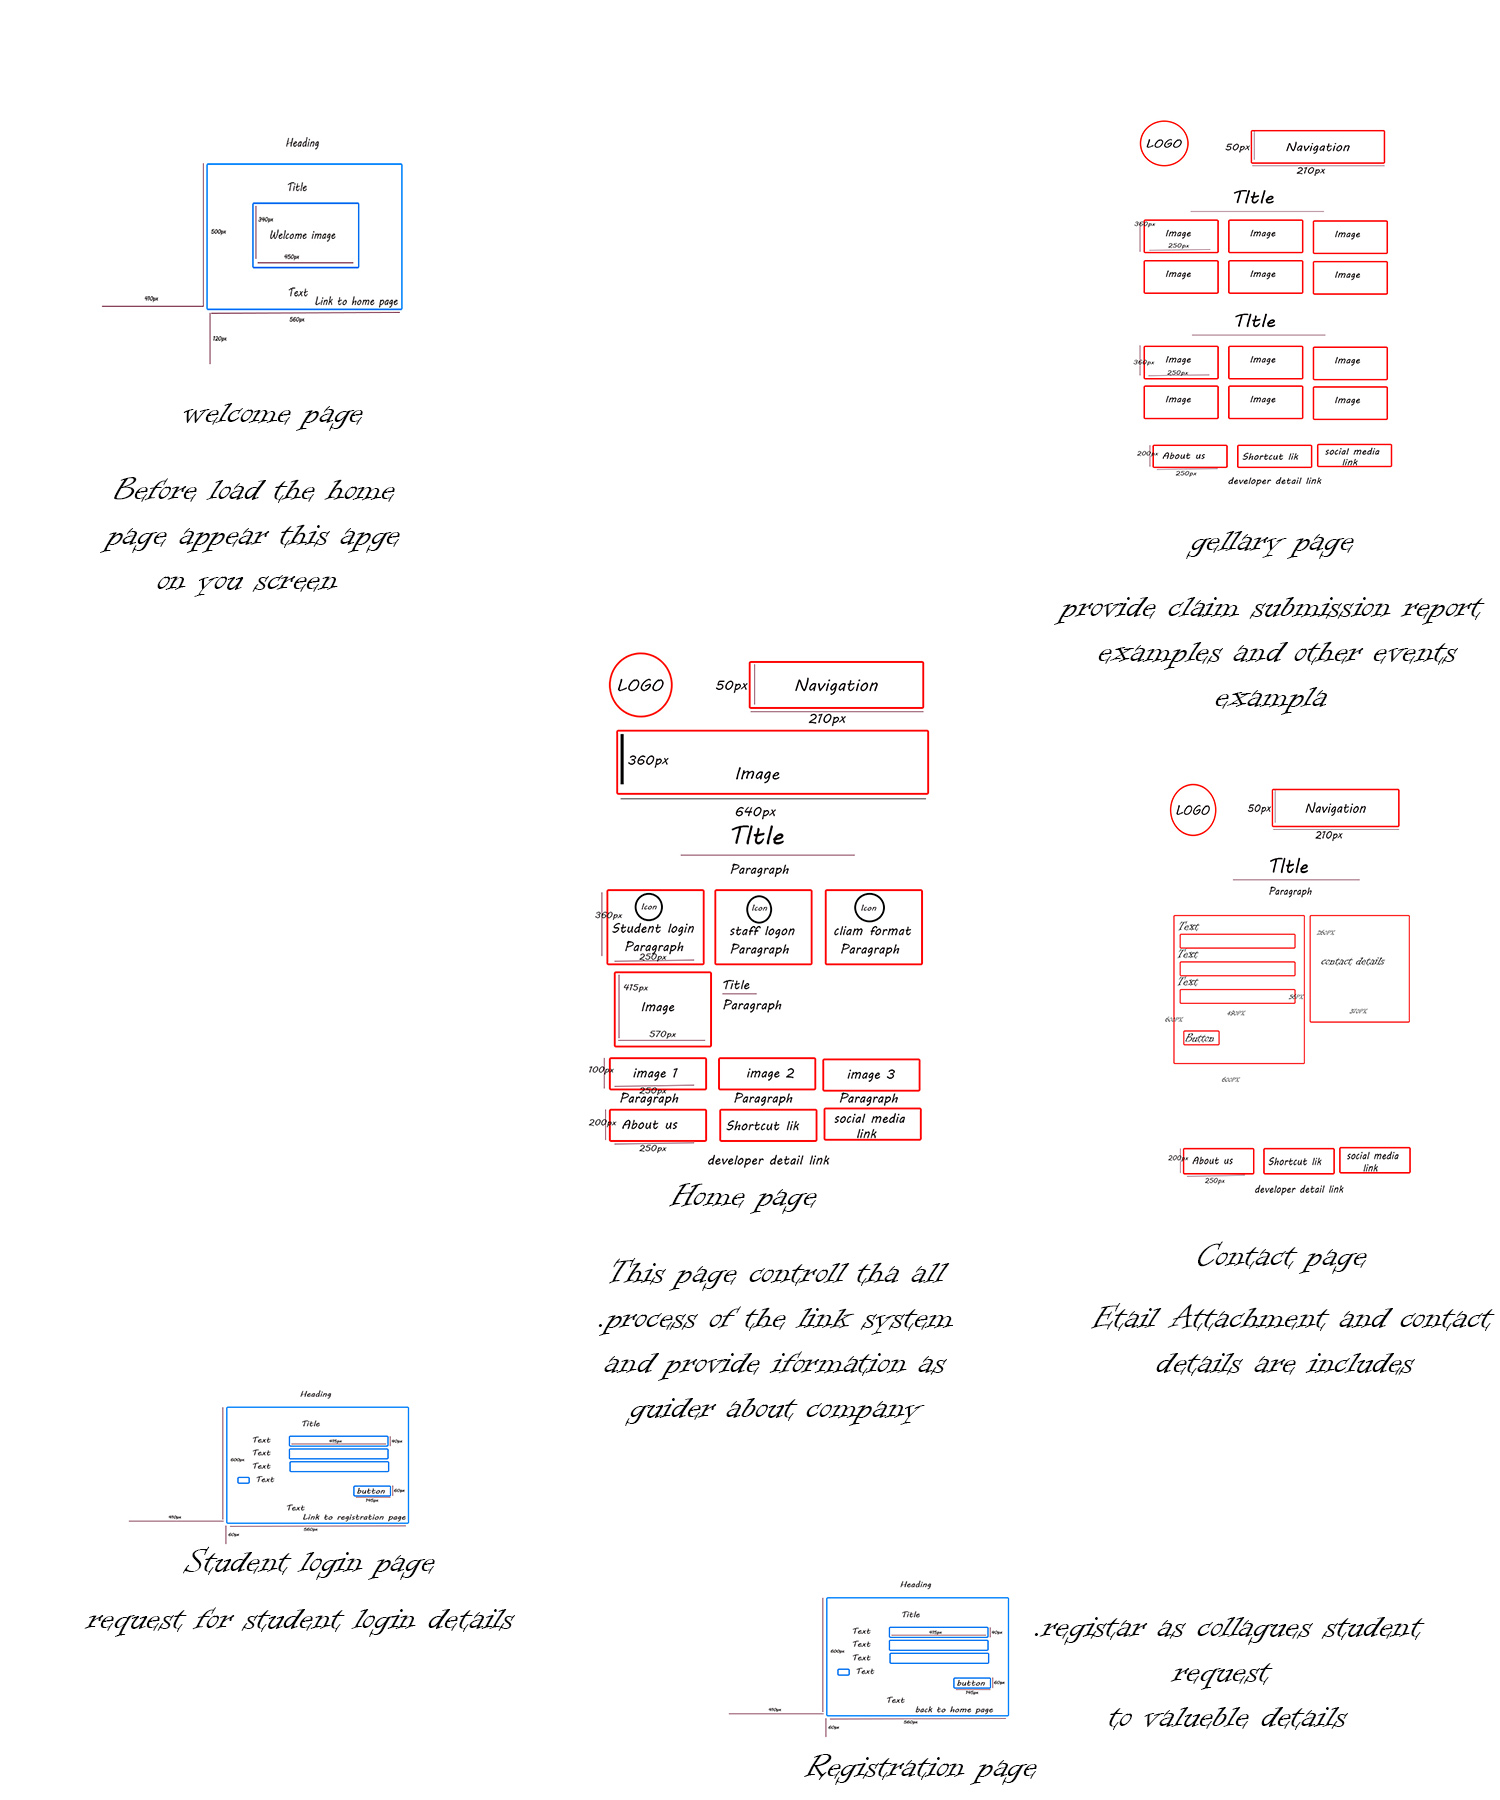 Heading
Title
340px
500px
Welcome image
450px
Text
Link to home page
410px
560px
120px
welcome page
Before load the home
page appear this apge
on you screen
LOGO
50px
Navigation
210px
TItle
360px
Image
Image
Image
250px
Image
Image
Image
TItle
360px
Image
Image
Image
250px
Image
Image
Image
200px
About us
Shortcut lik
social media
link
250px
developer detail link
gellary page
provide claim submission report
examples and other events
exampla
LOGO
50px
Navigation
210px
360px
Image
640px
TItle
Paragraph
Icon
Icon
Icon
360px
Student login
staff logon
cliam format
Paragraph
Paragraph
Paragraph
250px
415px
Title
Image
Paragraph
570px
100px
image 1
image 2
image 3
250px
Paragraph
Paragraph
Paragraph
200px
About us
Shortcut lik
social media
link
250px
developer detail link
Home page
This page controll tha all
.process of the link system
and provide iformation as
guider about company
LOGO
50px
Navigation
210px
TItle
Paragraph
Text
260PX
Text
contact details
Text
50PX
490PX
370PX
600PX
Button
600PX
200px
About us
Shortcut lik
social media
link
250px
developer detail link
Contact page
Etail Attachment and contact
details are includes
Heading
Title
Text
415px
40px
Text
600px
Text
Text
button
60px
145px
Text
Link to registration page
410px
560px
60px
Student login page
request for student login details
Heading
Title
Text
415px
40px
Text
600px
Text
Text
button
60px
145px
Text
back to home page
410px
560px
60px
Registration page
.registar as collagues student
request
to valueble details